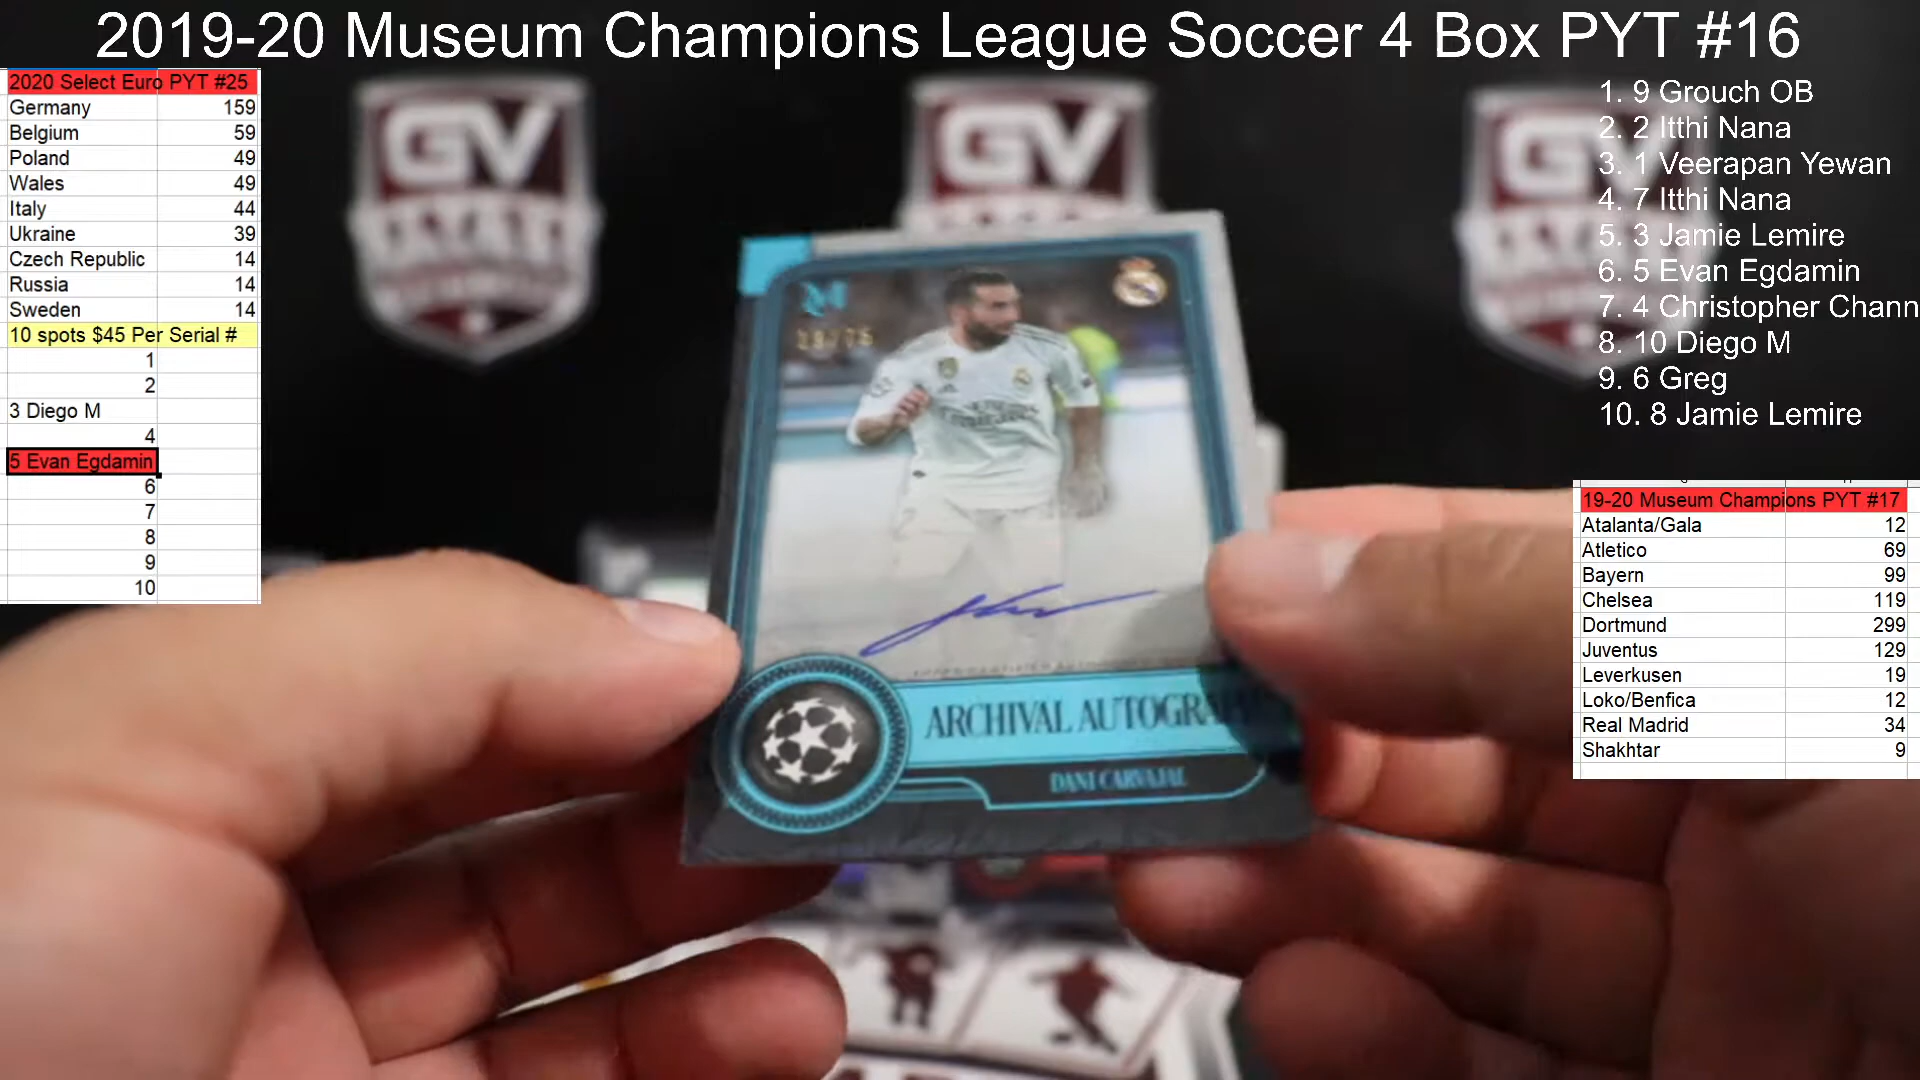 2019-20 Museum Champions League Soccer 4 Box PYT #16
2020 Select Euro PYT #25
Germany 159
Belgium 59
Poland 49
Wales 49
Italy 44
Ukraine 39
Czech Republic 14
Russia 14
Sweden 14
10 spots $45 Per Serial #
1
2
3 Diego M
4
5 Evan Egdamin
6
7
8
9
10
GV
GV
GV
ARCHIVAL AUTOGRA
DANI CARVAJAL
1. 9 Grouch OB
2. 2 Itthi Nana
3. 1 Veerapan Yewan
4. 7 Itthi Nana
5. 3 Jamie Lemire
6. 5 Evan Egdamin
7. 4 Christopher Chann
8. 10 Diego M
9. 6 Greg
10. 8 Jamie Lemire
19-20 Museum Champions PYT #17
Atalanta/Gala 12
Atletico 69
Bayern 99
Chelsea 119
Dortmund 299
Juventus 129
Leverkusen 19
Loko/Benfica 12
Real Madrid 34
Shakhtar 9